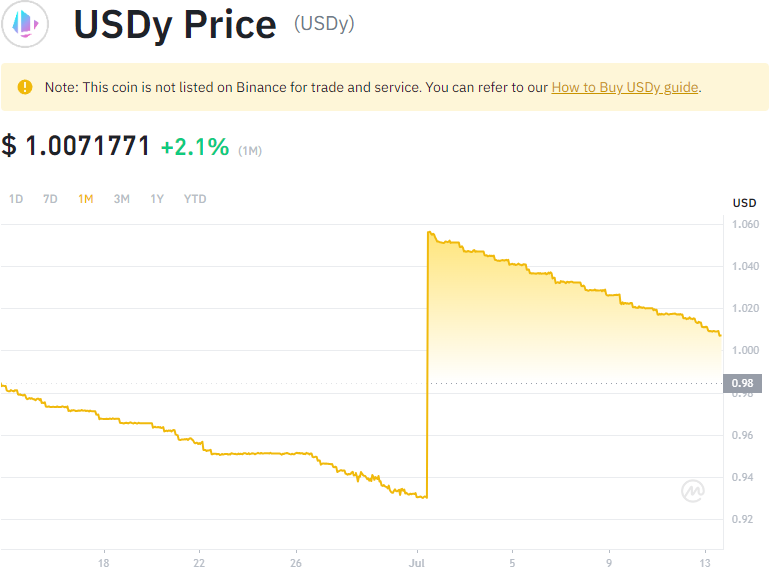 USDy Price (USDy)
Note: This coin is not listed on Binance for trade and service. You can refer to our How to Buy USDy guide.
$ 1.0071771 +2.1% (1M)
1D 7D 1M 3M 1Y YTD
USD
1.060
1.040
1.020
1.000
0.98
0.98
0.96
0.94
0.92
18 22 26 Jul 5 9 13